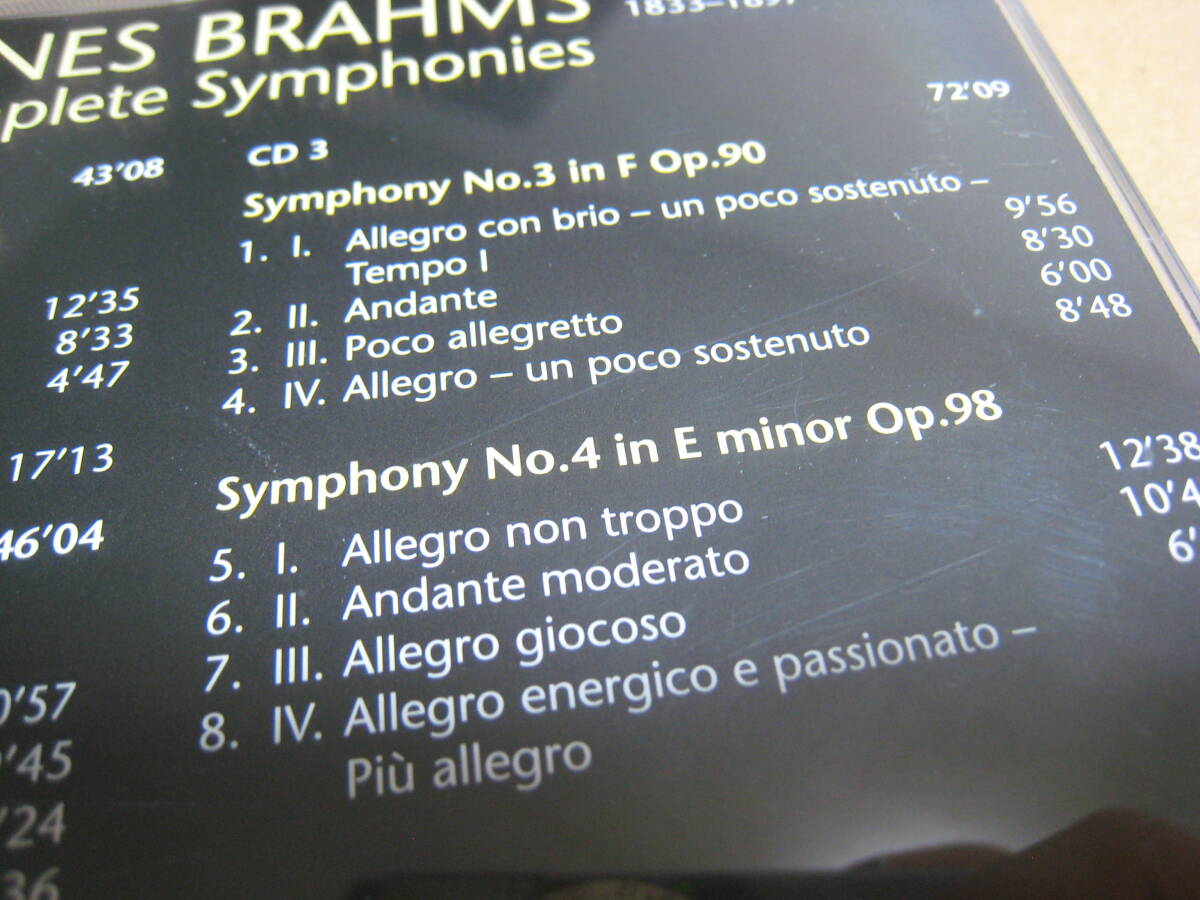 BRAHMS 1833–1897
Symphonies
43'08
12'35
8'33
4'47
17'13
46'04
'45
CD 3 72'09
Symphony No.3 in F Op.90
1. I. Allegro con brio – un poco sostenuto –
Tempo I 9'56
2. II. Andante 8'30
3. III. Poco allegretto 6'00
4. IV. Allegro – un poco sostenuto 8'48
Symphony No.4 in E minor Op.98
5. I. Allegro non troppo 12'38
6. II. Andante moderato
7. III. Allegro giocoso
8. IV. Allegro energico e passionato –
Più allegro